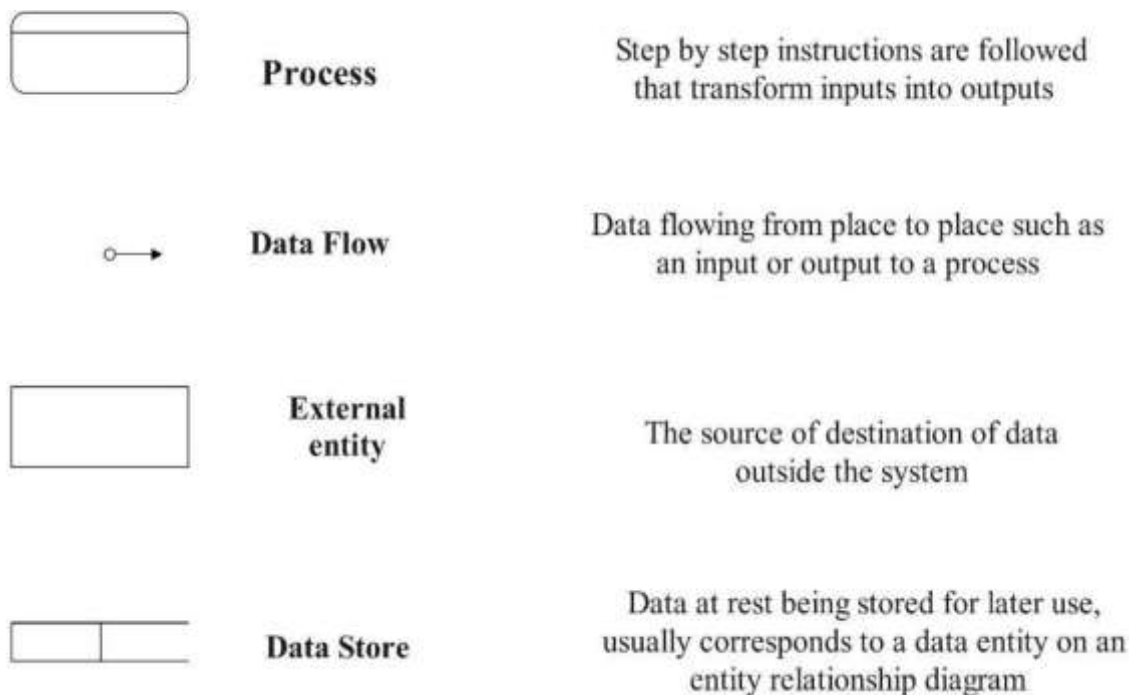 Process
Step by step instructions are followed
that transform inputs into outputs
Data Flow
Data flowing from place to place such as
an input or output to a process
External
entity
The source of destination of data
outside the system
Data Store
Data at rest being stored for later use,
usually corresponds to a data entity on an
entity relationship diagram